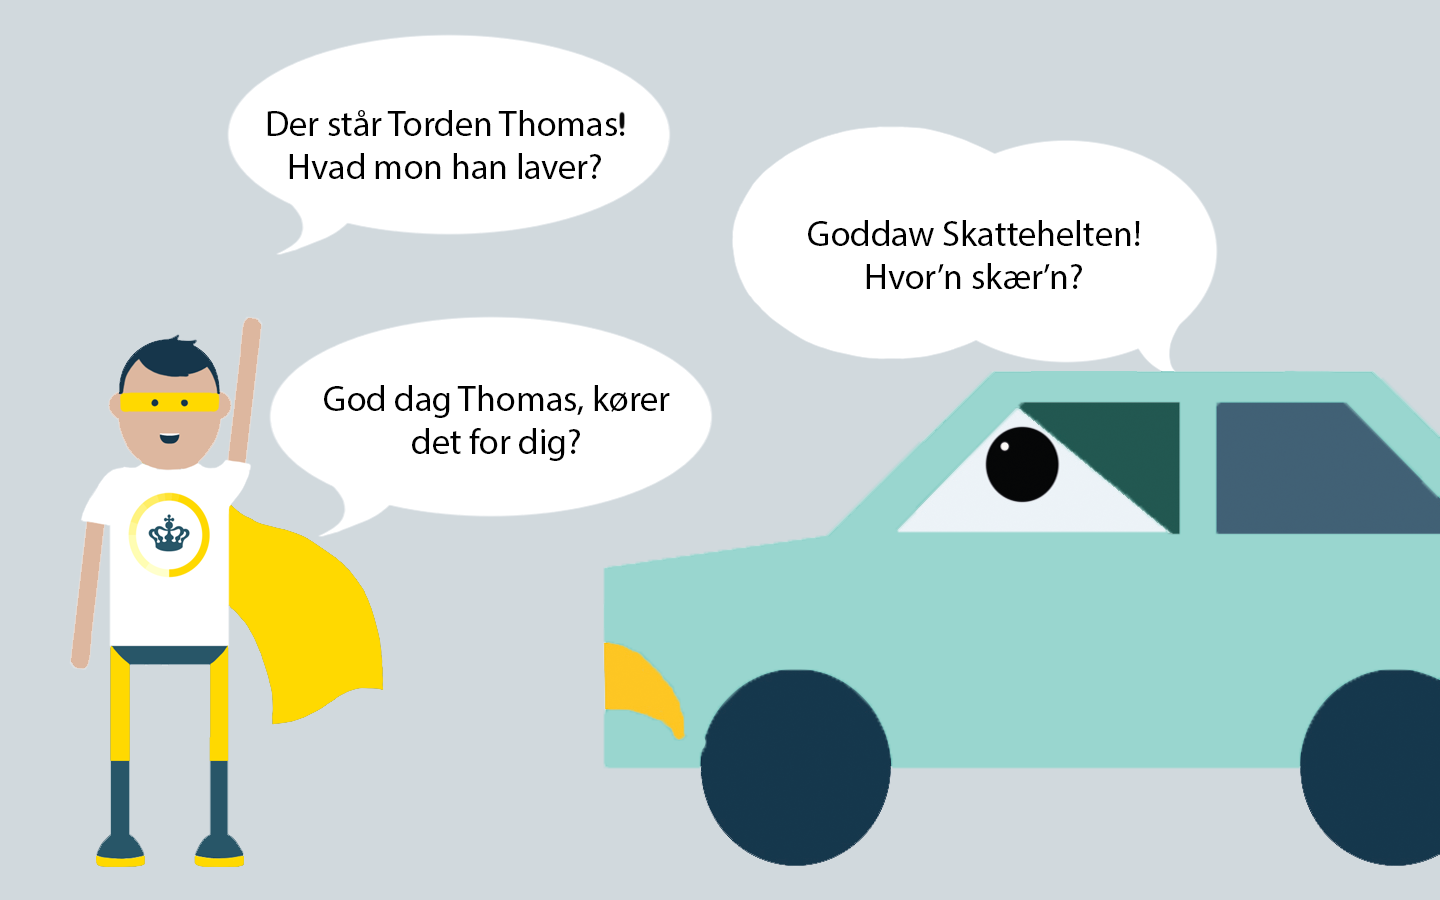 Der står Torden Thomas!
Hvad mon han laver?
God dag Thomas, kører
det for dig?
Goddaw Skattehelten!
Hvor’n skær’n?